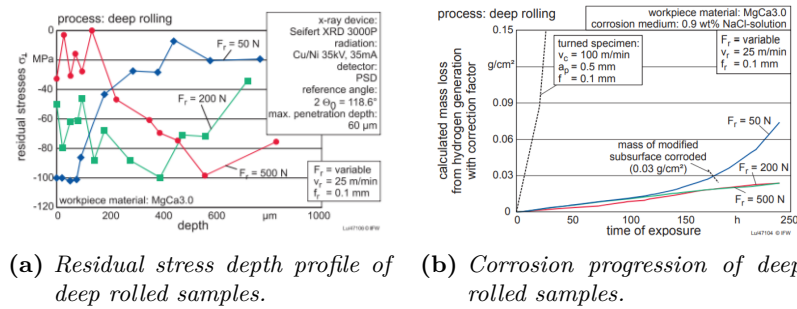 process: deep rolling
x-ray device:
Seifert XRD 3000P
radiation:
Cu/Ni 35kV, 35mA
detector:
PSD
reference angle:
2 Θ₀ = 118.6°
max. penetration depth:
60 µm
residual stresses σ⊥
0
MPa
-40
-60
-80
-100
-120
Fr = 50 N
Fr = 200 N
Fr = 500 N
Fr = variable
vr = 25 m/min
fr = 0.1 mm
workpiece material: MgCa3.0
0 200 400 600 µm 1000
depth
Lu/47109 © IFW
(a) Residual stress depth profile of
deep rolled samples.
workpiece material: MgCa3.0
process: deep rolling
corrosion medium: 0.9 wt% NaCl-solution
calculated mass loss
from hydrogen generation
with correction factor
0.15
g/cm²
0.09
0.06
0.03
0
turned specimen:
vc = 100 m/min
ap = 0.5 mm
f = 0.1 mm
Fr = variable
vr = 25 m/min
fr = 0.1 mm
Fr = 50 N
mass of modified
subsurface corroded
(0.03 g/cm²)
Fr = 200 N
Fr = 500 N
0 50 100 150 h 250
time of exposure
Lu/47104 © IFW
(b) Corrosion progression of deep
rolled samples.